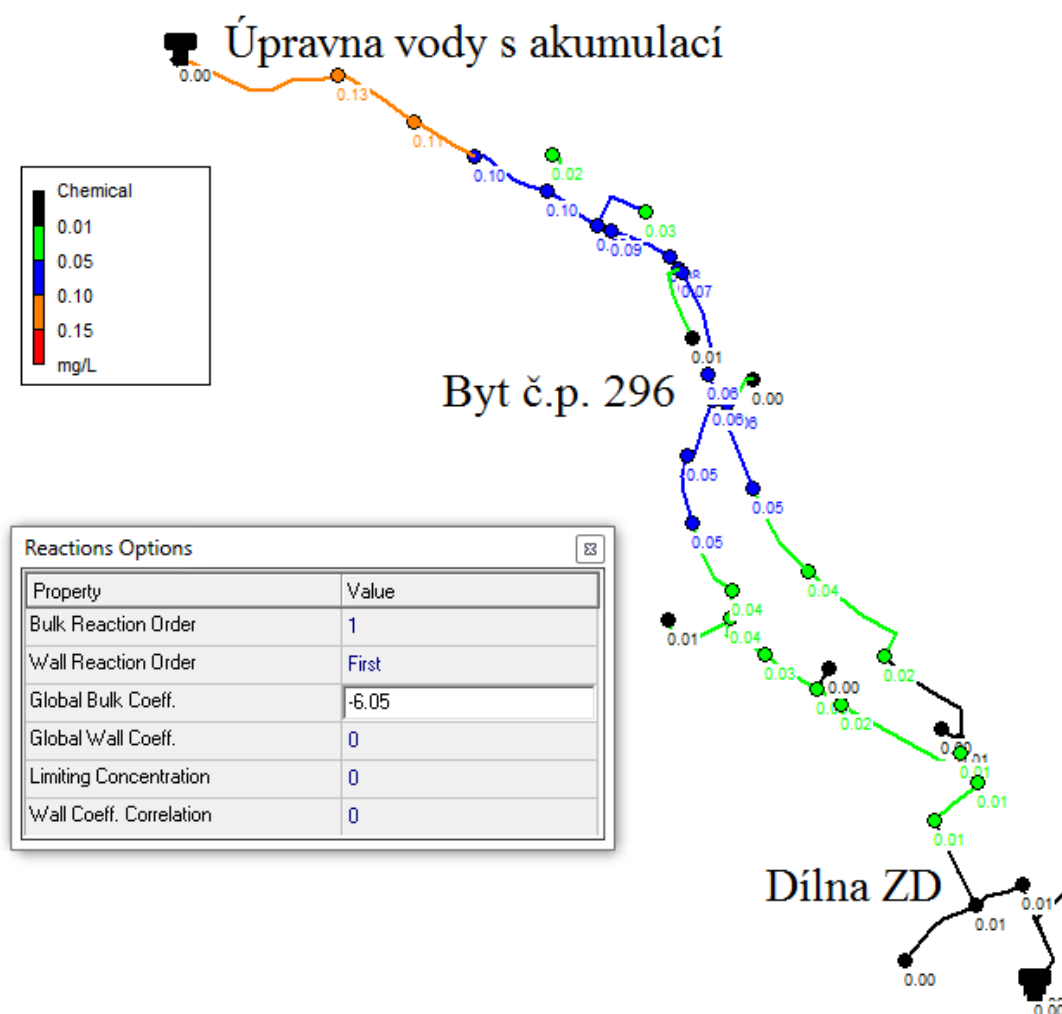 Úpravna vody s akumulací
0.00
0.13
0.11
0.10
0.02
0.10
0.03
0.09
0.07
0.01
Chemical
0.01
0.05
0.10
0.15
mg/L
Byt č.p. 296
0.06
0.00
0.06
0.05
0.05
0.05
0.04
0.04
0.01
0.04
0.03
0.00
0.02
0.02
0.00
0.01
0.01
0.01
Reactions Options
Property Value
Bulk Reaction Order 1
Wall Reaction Order First
Global Bulk Coeff. -6.05
Global Wall Coeff. 0
Limiting Concentration 0
Wall Coeff. Correlation 0
Dílna ZD
0.01
0.01
0.00
0.00